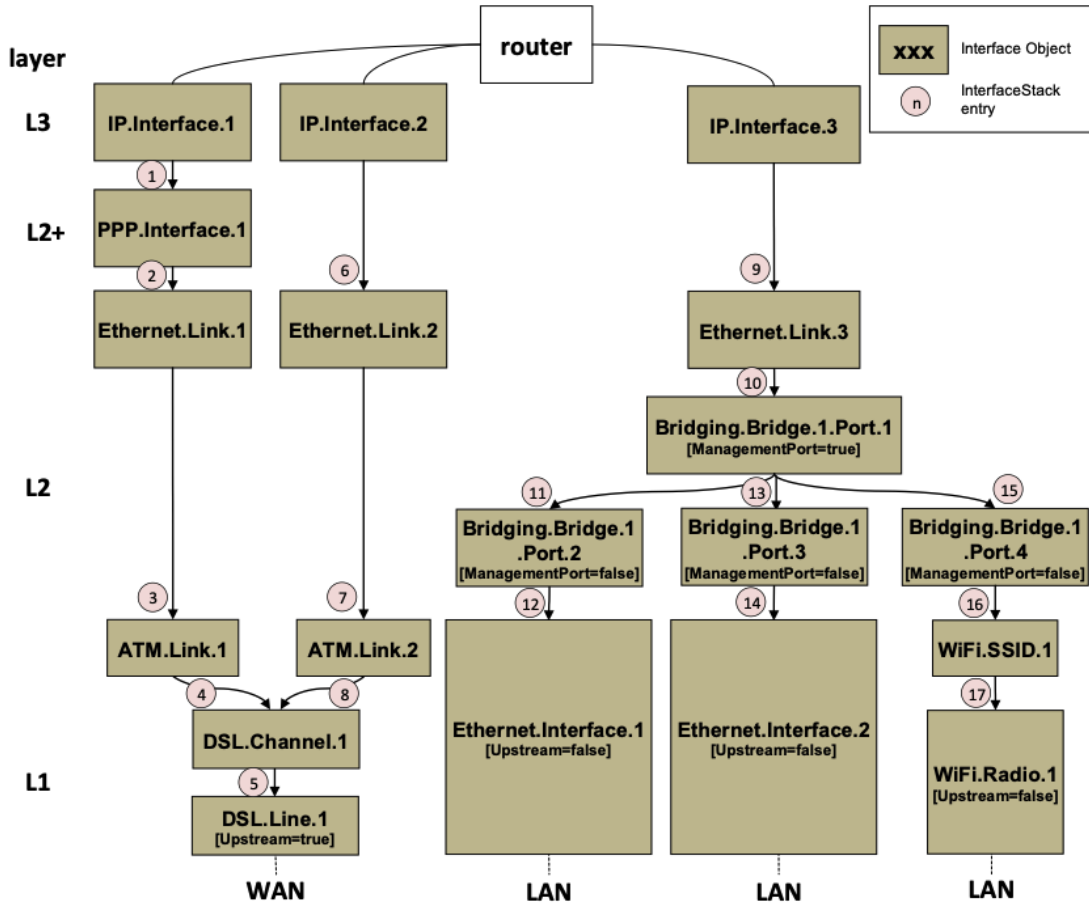 router
xxx
Interface Object
n
InterfaceStack
entry
layer
L3
IP.Interface.1
IP.Interface.2
IP.Interface.3
1
L2+
PPP.Interface.1
2
6
9
Ethernet.Link.1
Ethernet.Link.2
Ethernet.Link.3
10
Bridging.Bridge.1.Port.1
[ManagementPort=true]
L2
11
13
15
Bridging.Bridge.1
.Port.2
[ManagementPort=false]
Bridging.Bridge.1
.Port.3
[ManagementPort=false]
Bridging.Bridge.1
.Port.4
[ManagementPort=false]
3
7
12
14
16
ATM.Link.1
ATM.Link.2
WiFi.SSID.1
4
8
17
DSL.Channel.1
Ethernet.Interface.1
[Upstream=false]
Ethernet.Interface.2
[Upstream=false]
WiFi.Radio.1
[Upstream=false]
L1
5
DSL.Line.1
[Upstream=true]
WAN
LAN
LAN
LAN